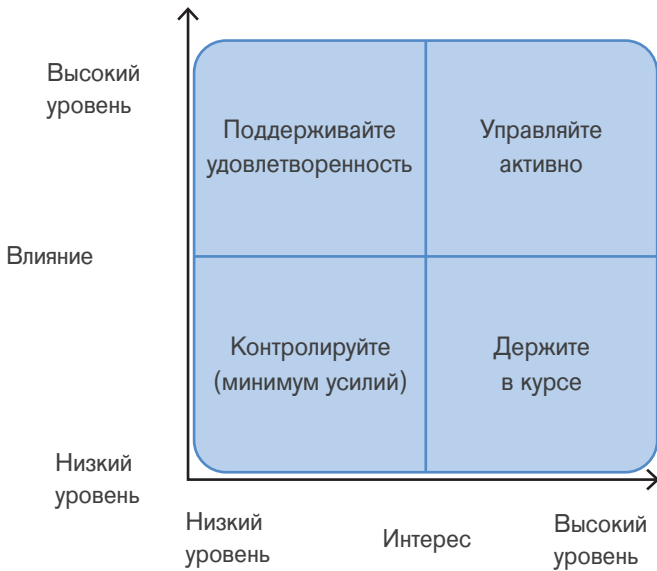 Высокий
уровень
Поддерживайте
удовлетворенность
Управляйте
активно
Влияние
Контролируйте
(минимум усилий)
Держите
в курсе
Низкий
уровень
Низкий
уровень
Интерес
Высокий
уровень